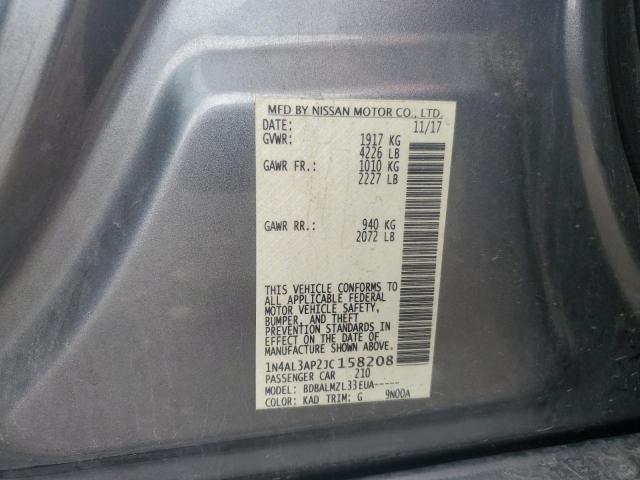 MFD BY NISSAN MOTOR CO., LTD.
DATE: 11/17
GVWR: 1917 KG
4226 LB
GAWR FR.: 1010 KG
2227 LB
GAWR RR.: 940 KG
2072 LB
THIS VEHICLE CONFORMS TO
ALL APPLICABLE FEDERAL
MOTOR VEHICLE SAFETY,
BUMPER, AND THEFT
PREVENTION STANDARDS IN
EFFECT ON THE DATE OF
MANUFACTURE SHOWN ABOVE.
1N4AL3AP2JC158208
PASSENGER CAR 210
MODEL: BDBALMZL33EUA-----
COLOR: KAD TRIM: G 9N00A